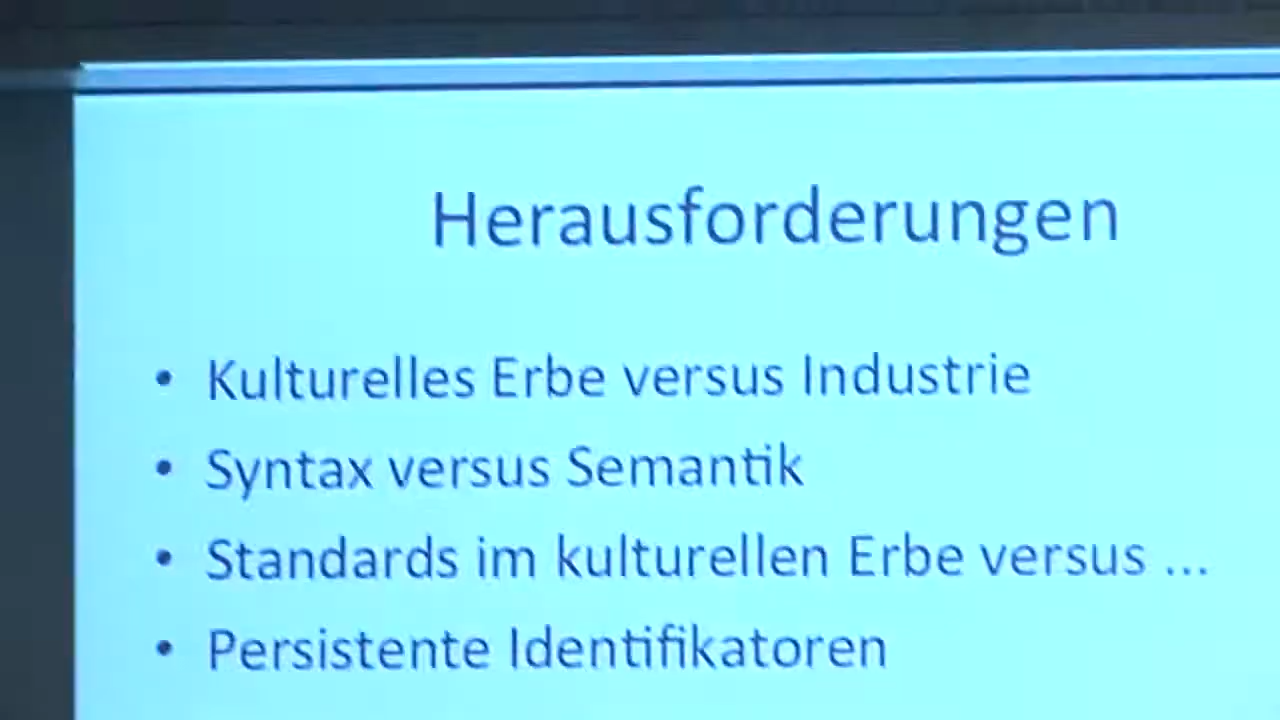 Herausforderungen
• Kulturelles Erbe versus Industrie
• Syntax versus Semantik
• Standards im kulturellen Erbe versus ...
• Persistente Identifikatoren